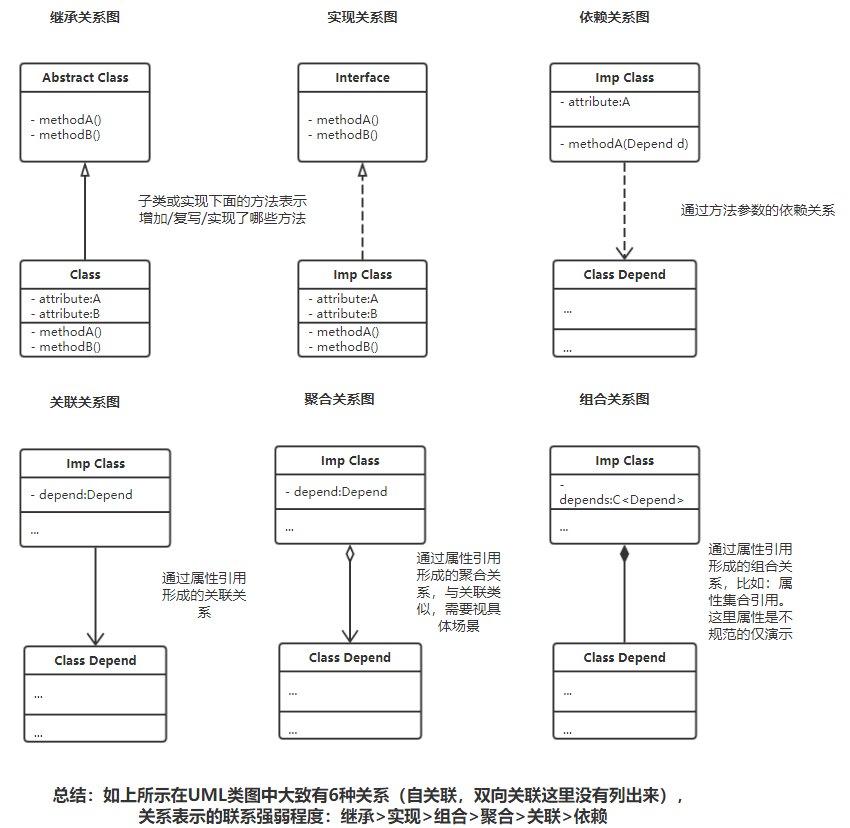 继承关系图
Abstract Class
- methodA()
- methodB()
子类或实现下面的方法表示
增加/复写/实现了哪些方法
Class
- attribute:A
- attribute:B
- methodA()
- methodB()
实现关系图
Interface
- methodA()
- methodB()
Imp Class
- attribute:A
- attribute:B
- methodA()
- methodB()
依赖关系图
Imp Class
- attribute:A
- methodA(Depend d)
通过方法参数的依赖关系
Class Depend
...
...
关联关系图
Imp Class
- depend:Depend
...
通过属性引用
形成的关联关
系
Class Depend
...
...
聚合关系图
Imp Class
- depend:Depend
...
通过属性引用
形成的聚合关
系，与关联类
似，需要视具
体场景
Class Depend
...
...
组合关系图
Imp Class
-
depends:C<Depend>
...
通过属性引用
形成的组合关
系，比如：属
性集合引用。
这里属性是不
规范的仅演示
Class Depend
...
...
总结：如上所示在UML类图中大致有6种关系（自关联，双向关联这里没有列出来），
关系表示的联系强弱程度：继承>实现>组合>聚合>关联>依赖